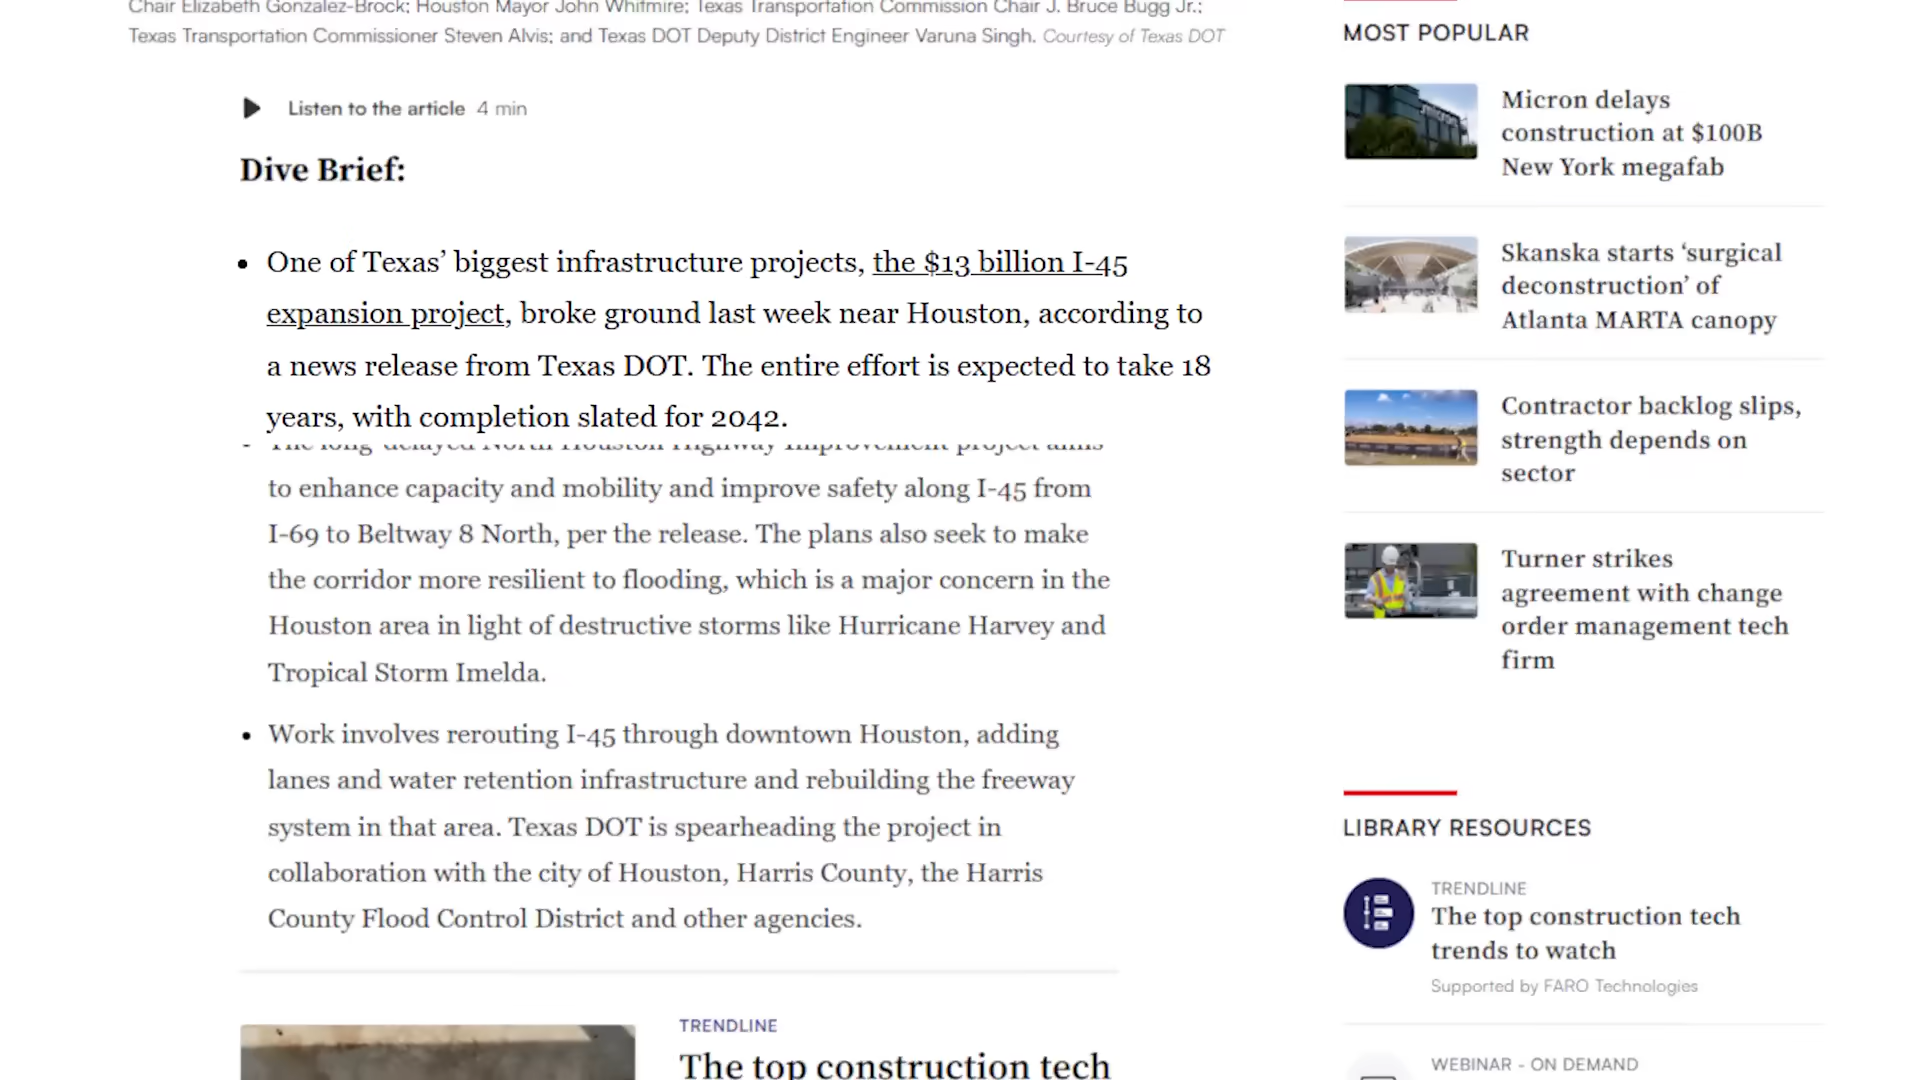 Chair Elizabeth Gonzalez-Brock; Houston Mayor John Whitmire; Texas Transportation Commission Chair J. Bruce Bugg Jr.;
Texas Transportation Commissioner Steven Alvis; and Texas DOT Deputy District Engineer Varuna Singh. Courtesy of Texas DOT
Listen to the article 4 min
Dive Brief:
• One of Texas’ biggest infrastructure projects, the $13 billion I-45
expansion project, broke ground last week near Houston, according to
a news release from Texas DOT. The entire effort is expected to take 18
years, with completion slated for 2042.
• The long-delayed North Houston Highway Improvement project aims
to enhance capacity and mobility and improve safety along I-45 from
I-69 to Beltway 8 North, per the release. The plans also seek to make
the corridor more resilient to flooding, which is a major concern in the
Houston area in light of destructive storms like Hurricane Harvey and
Tropical Storm Imelda.
• Work involves rerouting I-45 through downtown Houston, adding
lanes and water retention infrastructure and rebuilding the freeway
system in that area. Texas DOT is spearheading the project in
collaboration with the city of Houston, Harris County, the Harris
County Flood Control District and other agencies.
TRENDLINE
The top construction tech
MOST POPULAR
Micron delays
construction at $100B
New York megafab
Skanska starts ‘surgical
deconstruction’ of
Atlanta MARTA canopy
Contractor backlog slips,
strength depends on
sector
Turner strikes
agreement with change
order management tech
firm
LIBRARY RESOURCES
TRENDLINE
The top construction tech
trends to watch
Supported by FARO Technologies
WEBINAR - ON DEMAND